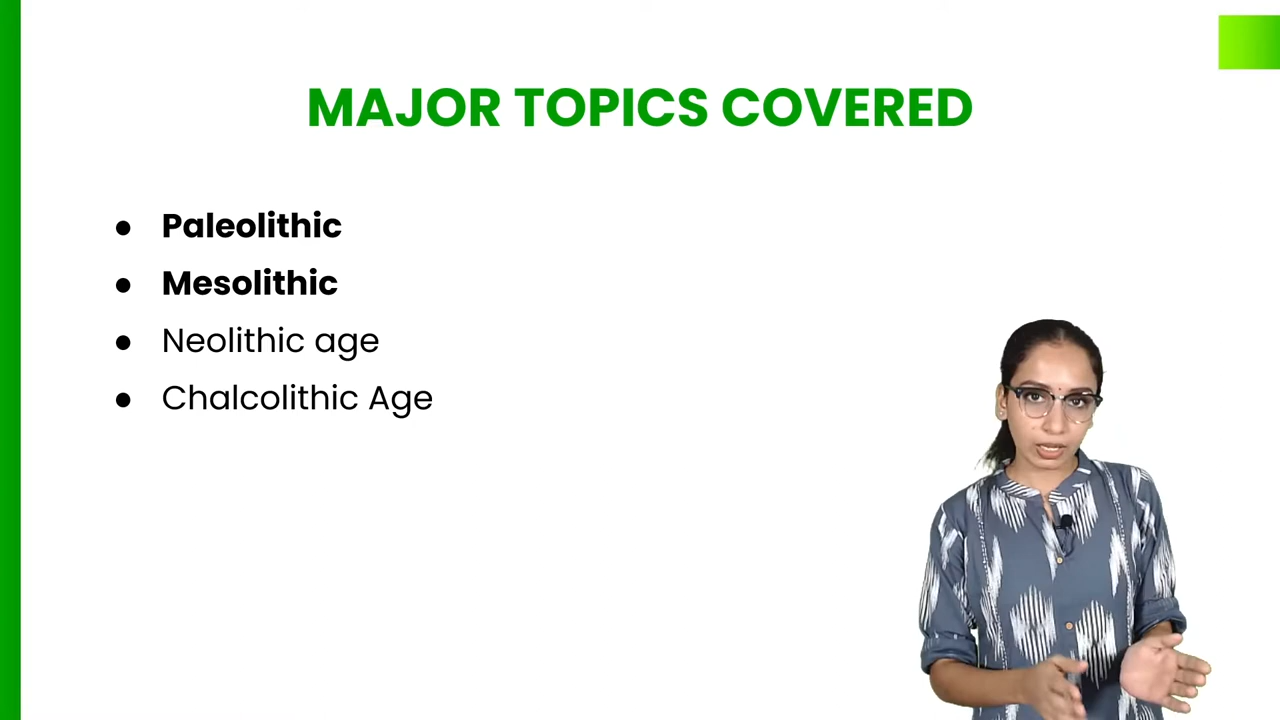 MAJOR TOPICS COVERED
● Paleolithic
● Mesolithic
● Neolithic age
● Chalcolithic Age